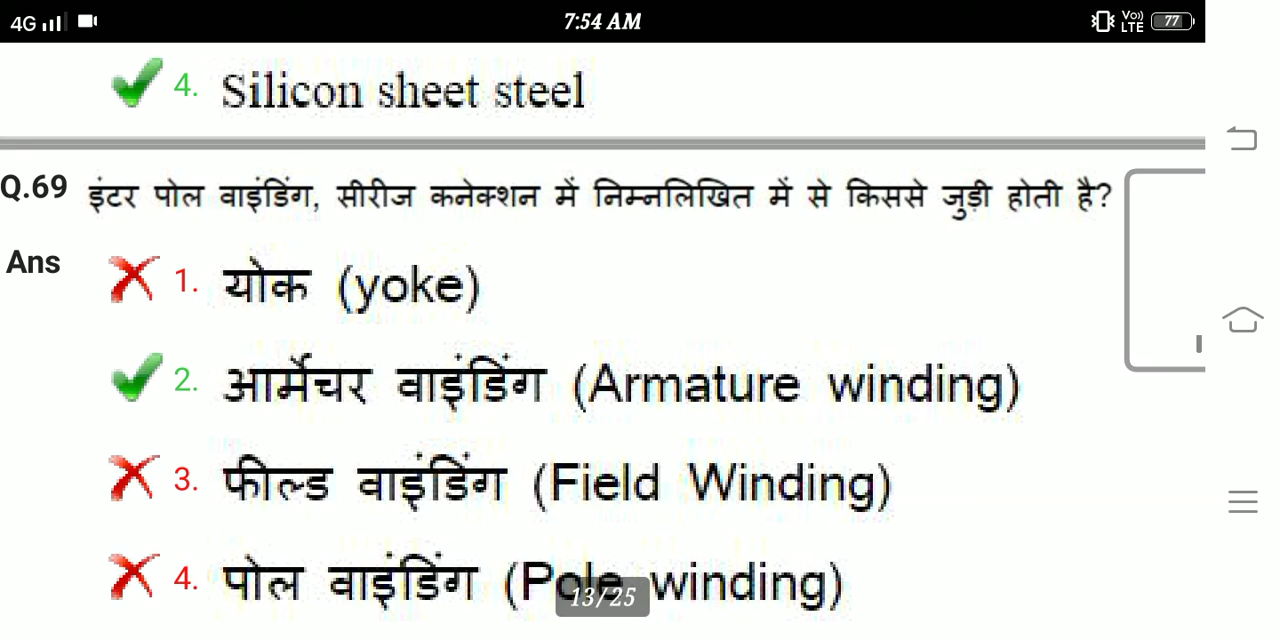 4G 7:54 AM Vo) LTE 77
4. Silicon sheet steel
Q.69 इंटर पोल वाइंडिंग, सीरीज कनेक्शन में निम्नलिखित में से किससे जुड़ी होती है?
Ans 1. योक (yoke)
2. आर्मेचर वाइंडिंग (Armature winding)
3. फील्ड वाइंडिंग (Field Winding)
4. पोल वाइंडिंग (Pole winding)
13/25